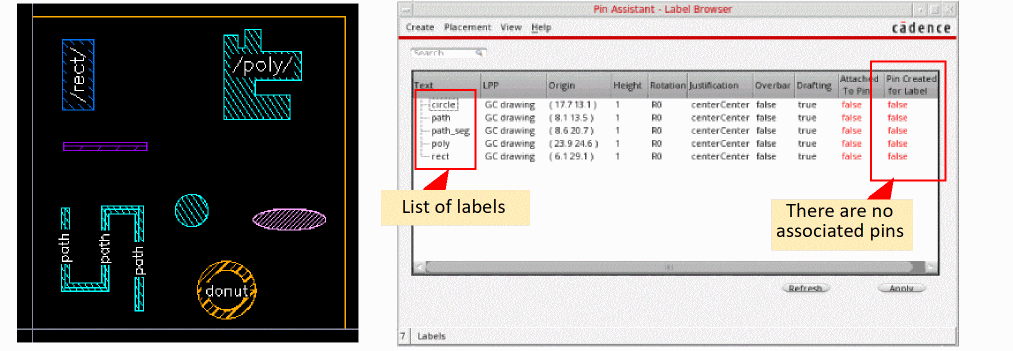 /rect/
/poly/
path
path
path
donut
Pin Assistant - Label Browser
Create Placement View Help
cādence
Search
Text LPP Origin Height Rotation Justification Overbar Drafting Attached To Pin Pin Created for Label
circle GC drawing ( 17.7 13.1 ) 1 R0 centerCenter false true false false
path GC drawing ( 8.1 13.5 ) 1 R0 centerCenter false true false false
path_seg GC drawing ( 8.6 20.7 ) 1 R0 centerCenter false true false false
poly GC drawing ( 23.9 24.6 ) 1 R0 centerCenter false true false false
rect GC drawing ( 6.1 29.1 ) 1 R0 centerCenter false true false false
List of labels
There are no
associated pins
Refresh Apply
7 Labels